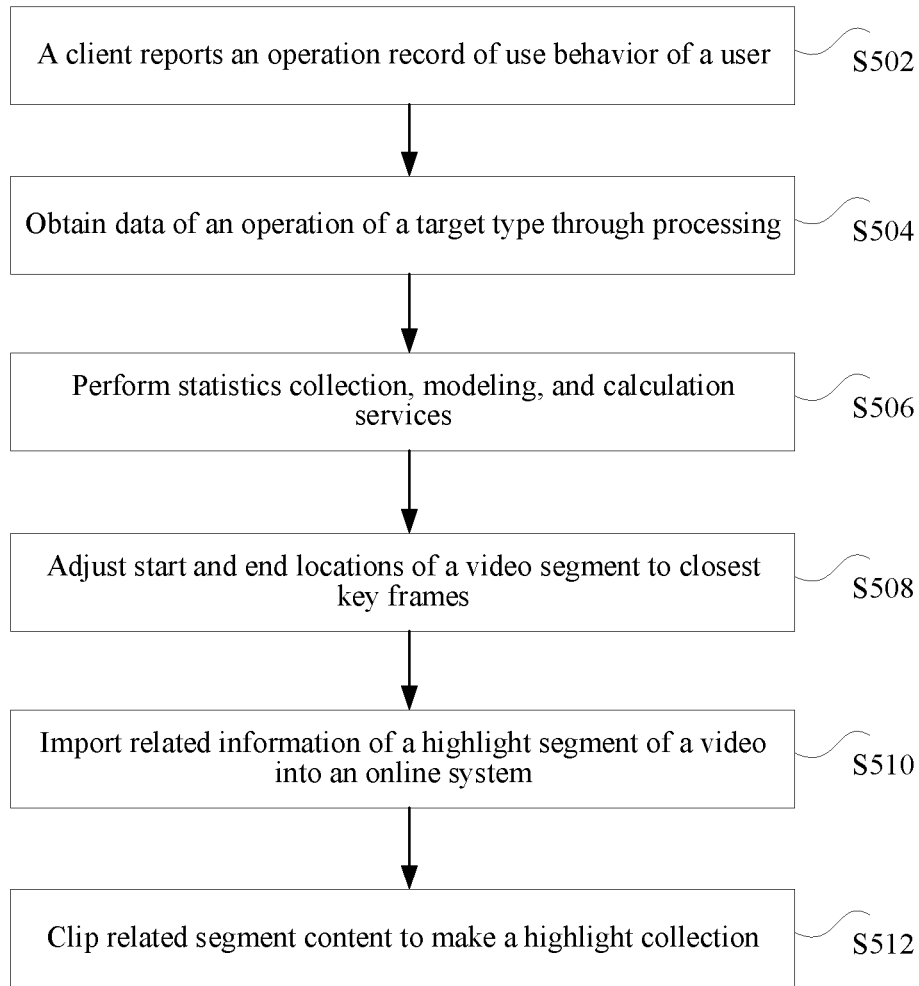 A client reports an operation record of use behavior of a user
S502
Obtain data of an operation of a target type through processing
S504
Perform statistics collection, modeling, and calculation
services
S506
Adjust start and end locations of a video segment to closest
key frames
S508
Import related information of a highlight segment of a video
into an online system
S510
Clip related segment content to make a highlight collection
S512